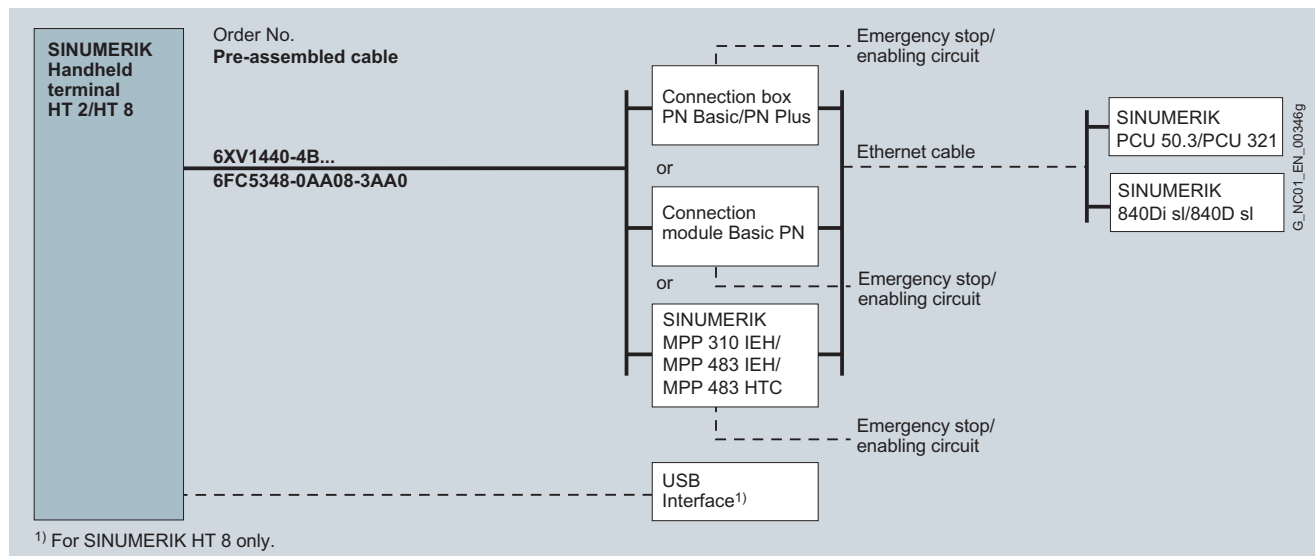 SINUMERIK
Handheld
terminal
HT 2/HT 8
Order No.
Pre-assembled cable
6XV1440-4B...
6FC5348-0AA08-3AA0
Emergency stop/
enabling circuit
Connection box
PN Basic/PN Plus
or
Connection
module Basic PN
Emergency stop/
enabling circuit
or
SINUMERIK
MPP 310 IEH/
MPP 483 IEH/
MPP 483 HTC
Emergency stop/
enabling circuit
USB
Interface1)
Ethernet cable
SINUMERIK
PCU 50.3/PCU 321
SINUMERIK
840Di sl/840D sl
G_NC01_EN_00346g
1) For SINUMERIK HT 8 only.